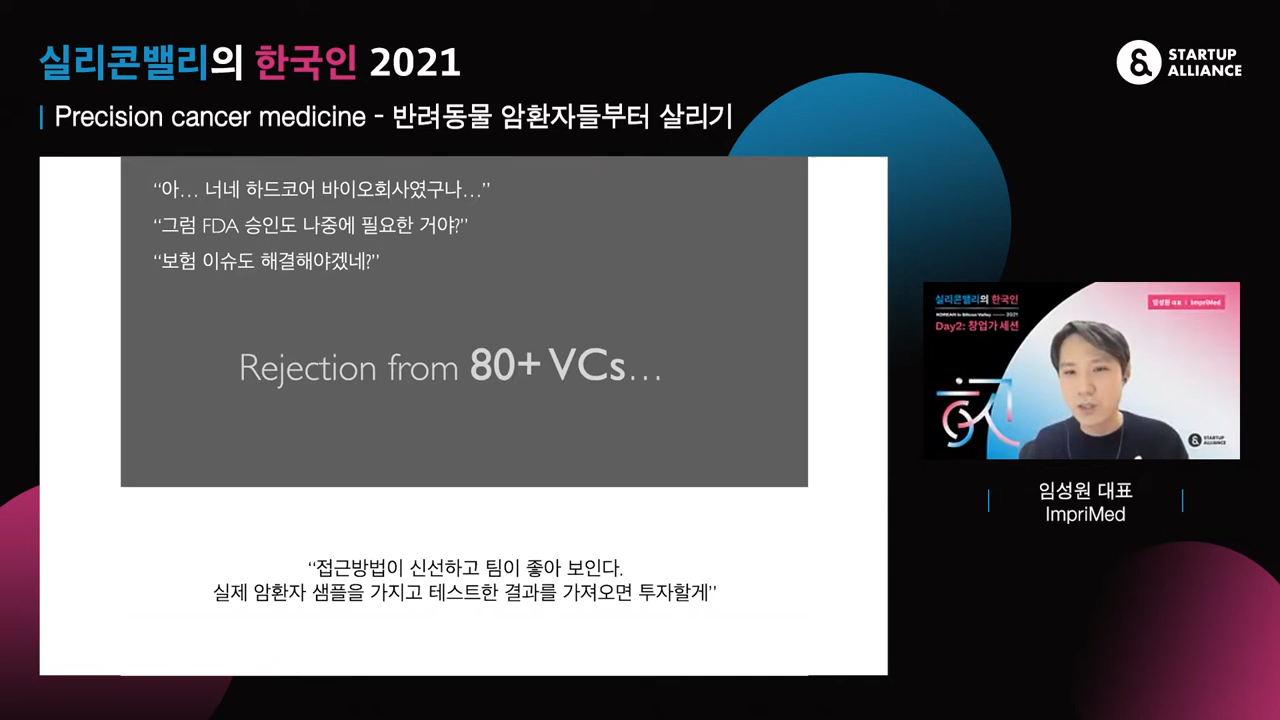 실리콘밸리의 한국인 2021
STARTUP
ALLIANCE
Precision cancer medicine - 반려동물 암환자들부터 살리기
“아… 너네 하드코어 바이오회사였구나…”
“그럼 FDA 승인도 나중에 필요한 거야?”
“보험 이슈도 해결해야겠네?”
Rejection from 80+ VCs…
“접근방법이 신선하고 팀이 좋아 보인다.
실제 암환자 샘플을 가지고 테스트한 결과를 가져오면 투자할게”
실리콘밸리의 한국인
KOREAN In Silicon Valley 2021
Day2: 창업가 세션
임성원 대표 | ImpriMed
STARTUP
ALLIANCE
임성원 대표
ImpriMed